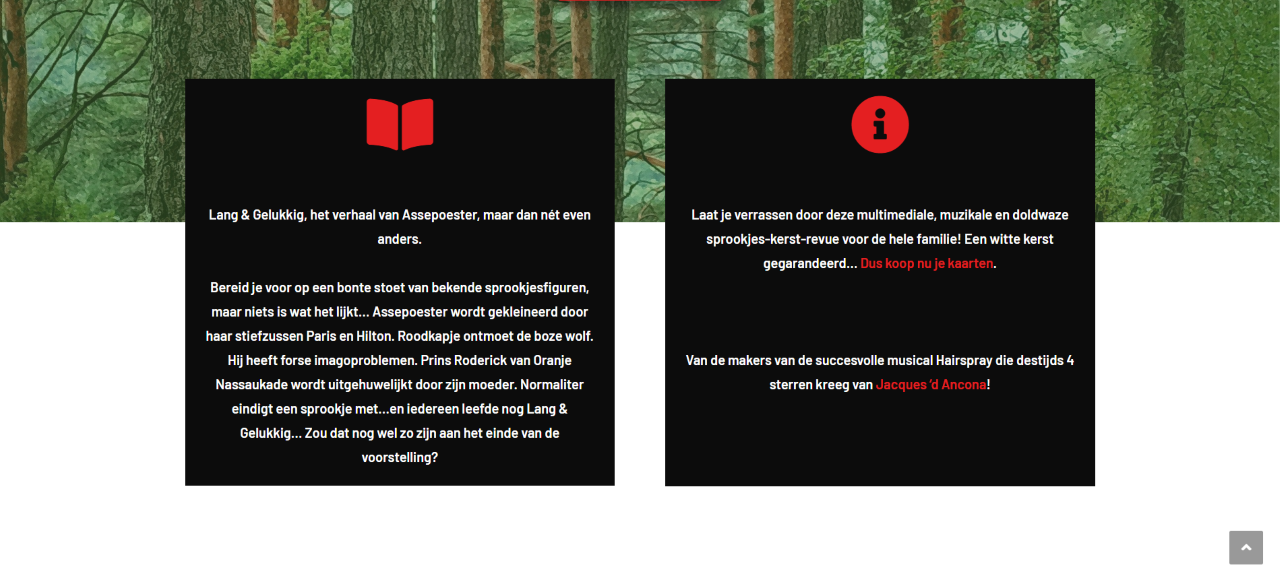 Lang & Gelukkig, het verhaal van Assepoester, maar dan nét even
anders.
Bereid je voor op een bonte stoet van bekende sprookjesfiguren,
maar niets is wat het lijkt... Assepoester wordt gekleineerd door
haar stiefzussen Paris en Hilton. Roodkapje ontmoet de boze wolf.
Hij heeft forse imagoproblemen. Prins Roderick van Oranje
Nassaukade wordt uitgehuwelijkt door zijn moeder. Normaliter
eindigt een sprookje met...en iedereen leefde nog Lang &
Gelukkig... Zou dat nog wel zo zijn aan het einde van de
voorstelling?
Laat je verrassen door deze multimediale, muzikale en doldwaze
sprookjes-kerst-revue voor de hele familie! Een witte kerst
gegarandeerd... Dus koop nu je kaarten.
Van de makers van de succesvolle musical Hairspray die destijds 4
sterren kreeg van Jacques 'd Ancona!